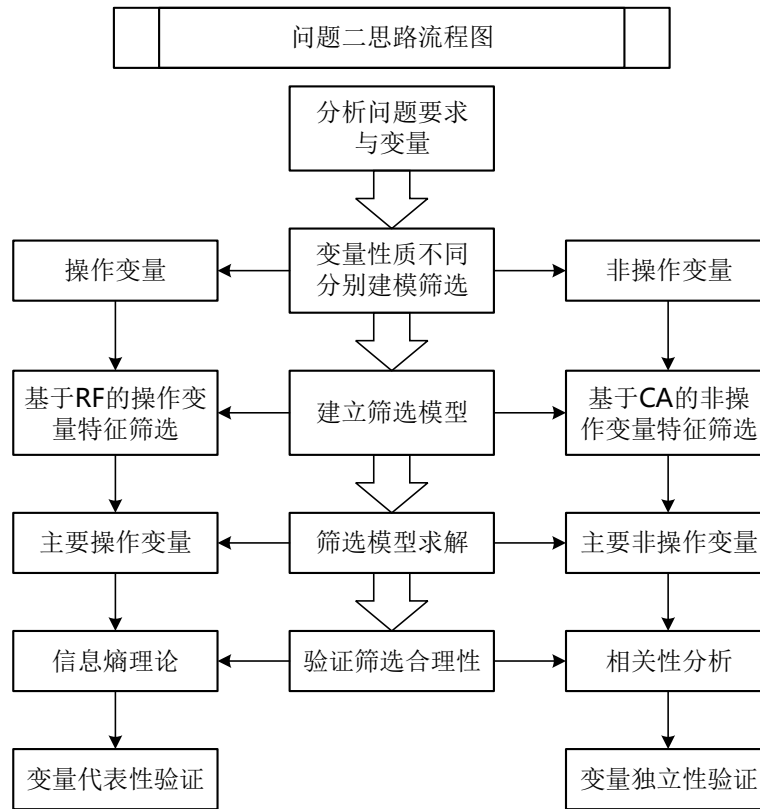 问题二思路流程图
分析问题要求
与变量
操作变量
变量性质不同
分别建模筛选
非操作变量
基于RF的操作变
量特征筛选
建立筛选模型
基于CA的非操
作变量特征筛选
主要操作变量
筛选模型求解
主要非操作变量
信息熵理论
验证筛选合理性
相关性分析
变量代表性验证
变量独立性验证